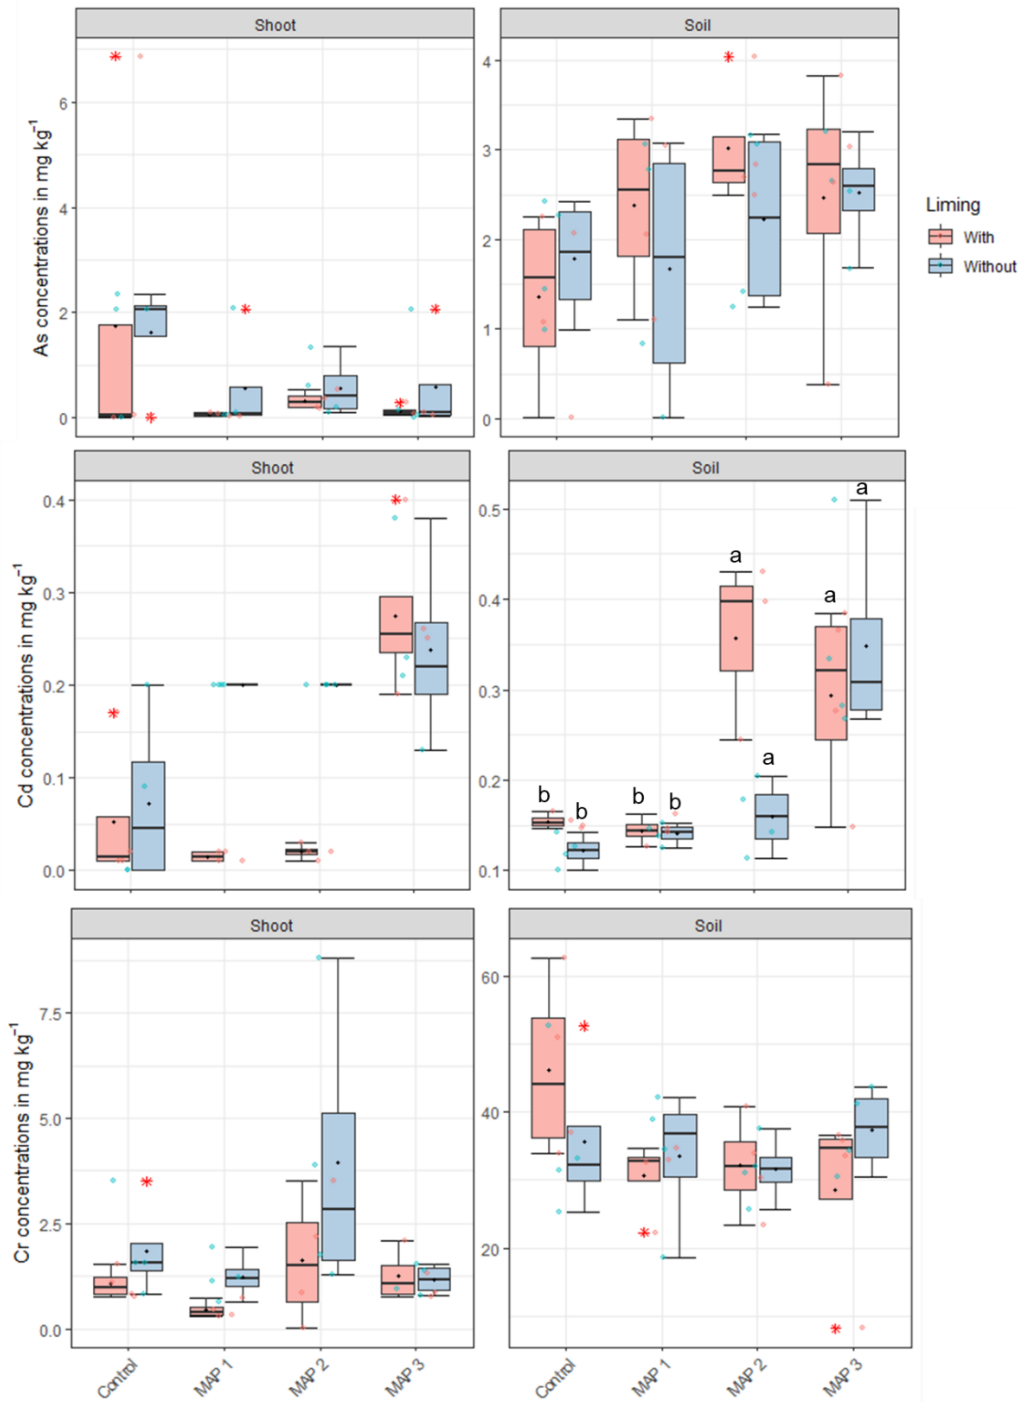 Shoot
Soil
As concentrations in mg kg⁻¹
6
4
2
0
4
3
2
1
0
Liming
With
Without
Shoot
Soil
Cd concentrations in mg kg⁻¹
0.4
0.3
0.2
0.1
0.0
0.5
0.4
0.3
0.2
0.1
b
b
b
b
a
a
a
a
Shoot
Soil
Cr concentrations in mg kg⁻¹
7.5
5.0
2.5
0.0
60
40
20
Control
MAP 1
MAP 2
MAP 3
Control
MAP 1
MAP 2
MAP 3